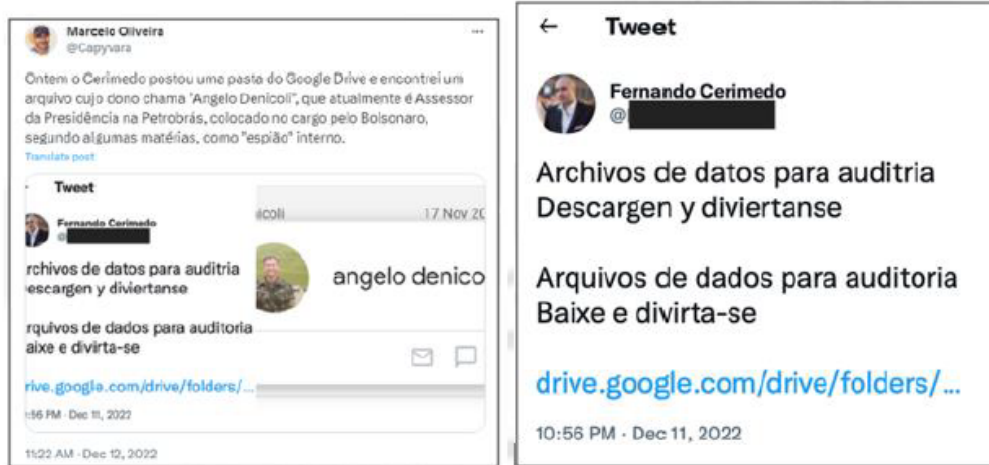 Marcelo Oliveira
@Capyvara
Ontem o Cerimedo postou uma pasta do Google Drive e encontrei um
arquivo cujo dono chama "Angelo Denicoli", que atualmente é Assessor
da Presidência na Petrobrás, colocado no cargo pelo Bolsonaro,
segundo algumas matérias, como "espião" interno.
Translate post
Tweet
Fernando Cerimedo
@
rchivos de datos para auditria
escargen y diviertanse
rquivos de dados para auditoria
aixe e divirta-se
rive.google.com/drive/folders/...
:56 PM · Dec 11, 2022
icoli 17 Nov 20
angelo denico
11:22 AM · Dec 12, 2022
← Tweet
Fernando Cerimedo
@
Archivos de datos para auditria
Descargen y diviertanse
Arquivos de dados para auditoria
Baixe e divirta-se
drive.google.com/drive/folders/...
10:56 PM · Dec 11, 2022